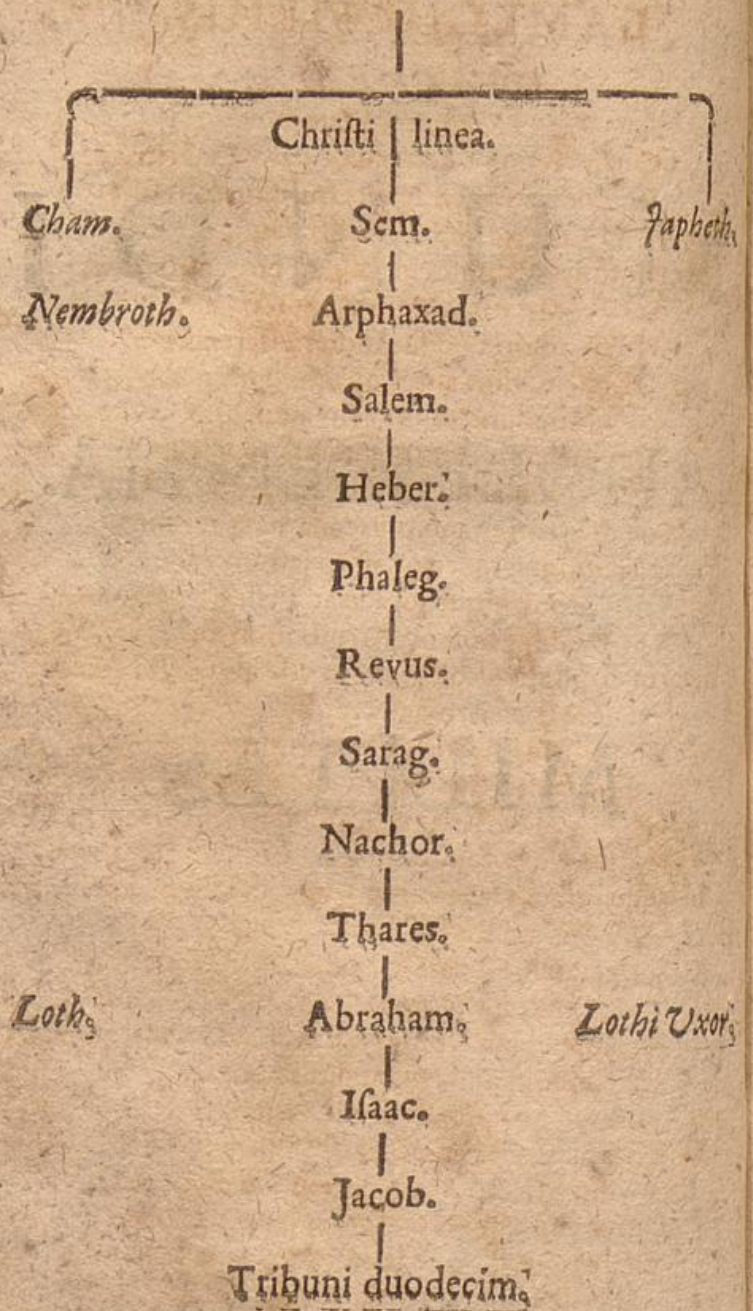 Chriſti linea.
Cham. Sem. Japheth.
Nembroth. Arphaxad.
Salem.
Heber.
Phaleg.
Revus.
Sarag.
Nachor.
Thares.
Loth. Abraham. Lothi Uxor.
Iſaac.
Jacob.
Tribuni duodecim.